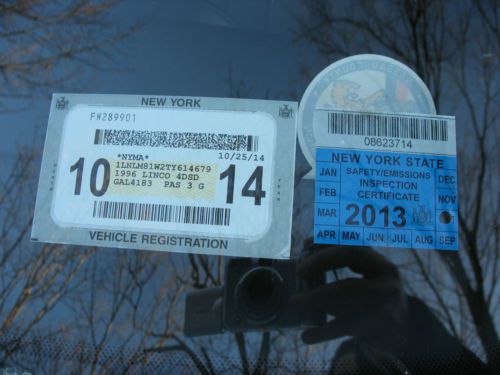 NEW YORK
FW289901
*NYMA* 10/25/14
1LNLM81W2TY614679
1996 LINCO 4DSD
GAL4183 PAS 3 G
10 14
VEHICLE REGISTRATION
08623714
NEW YORK STATE
SAFETY/EMISSIONS
INSPECTION
CERTIFICATE
2013
JAN
FEB
MAR
APR MAY JUN JUL AUG SEP
NOV
DEC